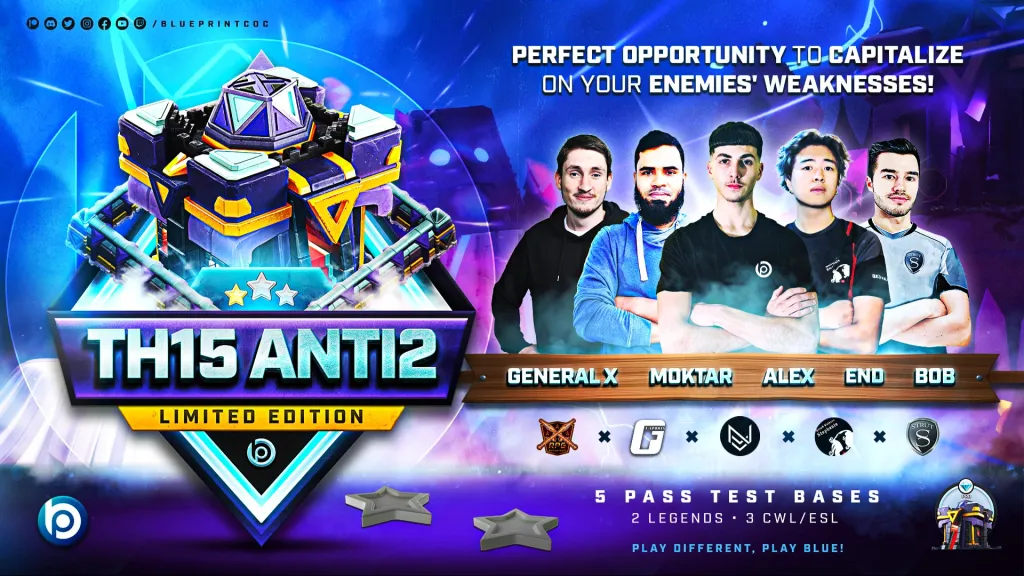 /BLUEPRINTCOC
PERFECT OPPORTUNITY TO CAPITALIZE
ON YOUR ENEMIES' WEAKNESSES!
TH15 ANTI2
LIMITED EDITION
GENERAL X MOKTAR ALEX END BOB
STRUT
S
5 PASS TEST BASES
2 LEGENDS • 3 CWL/ESL
PLAY DIFFERENT, PLAY BLUE!